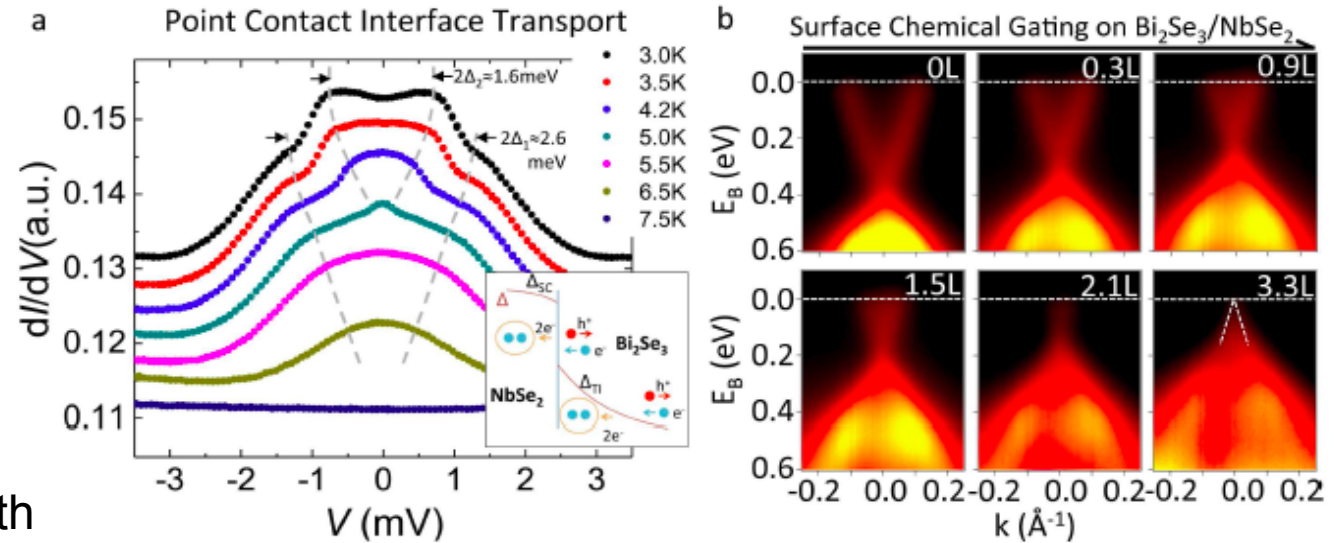 a
Point Contact Interface Transport
dI/dV(a.u.)
0.15
0.14
0.13
0.12
0.11
2Δ₂≈1.6meV
2Δ₁≈2.6
meV
3.0K
3.5K
4.2K
5.0K
5.5K
6.5K
7.5K
Δ
Δ_SC
2e⁻
h⁺
e⁻
Bi₂Se₃
NbSe₂
Δ_TI
h⁺
e⁻
2e⁻
-3 -2 -1 0 1 2 3
V (mV)
th
b
Surface Chemical Gating on Bi₂Se₃/NbSe₂
0L
0.3L
0.9L
E_B (eV)
0.0
0.2
0.4
0.6
1.5L
2.1L
3.3L
E_B (eV)
0.0
0.2
0.4
0.6
-0.2 0.0 0.2 -0.2 0.0 0.2 -0.2 0.0 0.2
k (Å⁻¹)